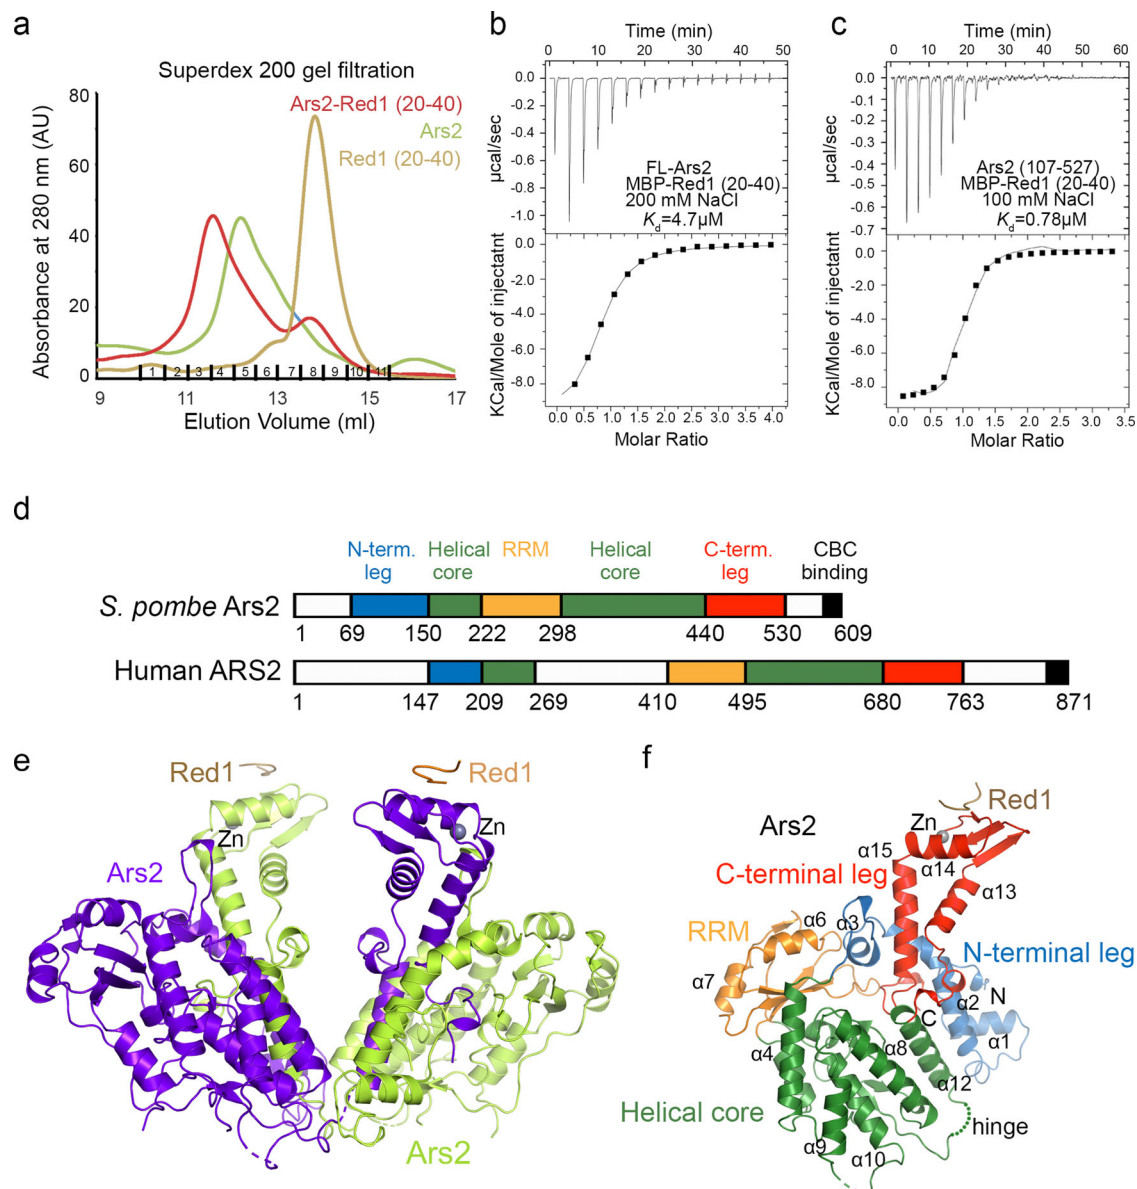 a
Superdex 200 gel filtration
Ars2-Red1 (20-40)
Ars2
Red1 (20-40)
Absorbance at 280 nm (AU)
80
60
40
20
0
1 2 3 4 5 6 7 8 9 10 11
9 11 13 15 17
Elution Volume (ml)
b
Time (min)
0 10 20 30 40 50
0.0
-0.2
-0.4
-0.6
-0.8
-1.0
µcal/sec
FL-Ars2
MBP-Red1 (20-40)
200 mM NaCl
Kd=4.7µM
0.0
-2.0
-4.0
-6.0
-8.0
KCal/Mole of injectatnt
0.0 0.5 1.0 1.5 2.0 2.5 3.0 3.5 4.0
Molar Ratio
c
Time (min)
0 10 20 30 40 50 60
0.0
-0.1
-0.2
-0.3
-0.4
-0.5
-0.6
-0.7
µcal/sec
Ars2 (107-527)
MBP-Red1 (20-40)
100 mM NaCl
Kd=0.78µM
0.0
-2.0
-4.0
-6.0
-8.0
KCal/Mole of injectatnt
0.0 0.5 1.0 1.5 2.0 2.5 3.0 3.5
Molar Ratio
d
N-term. leg
Helical core
RRM
Helical core
C-term. leg
CBC binding
S. pombe Ars2
1 69 150 222 298 440 530 609
Human ARS2
1 147 209 269 410 495 680 763 871
e
Red1
Red1
Zn
Zn
Ars2
Ars2
f
Red1
Ars2
Zn
α15
α14
C-terminal leg
α13
α6
α3
RRM
N-terminal leg
α7
N
α2
C
α1
α4
α8
α12
Helical core
hinge
α9
α10